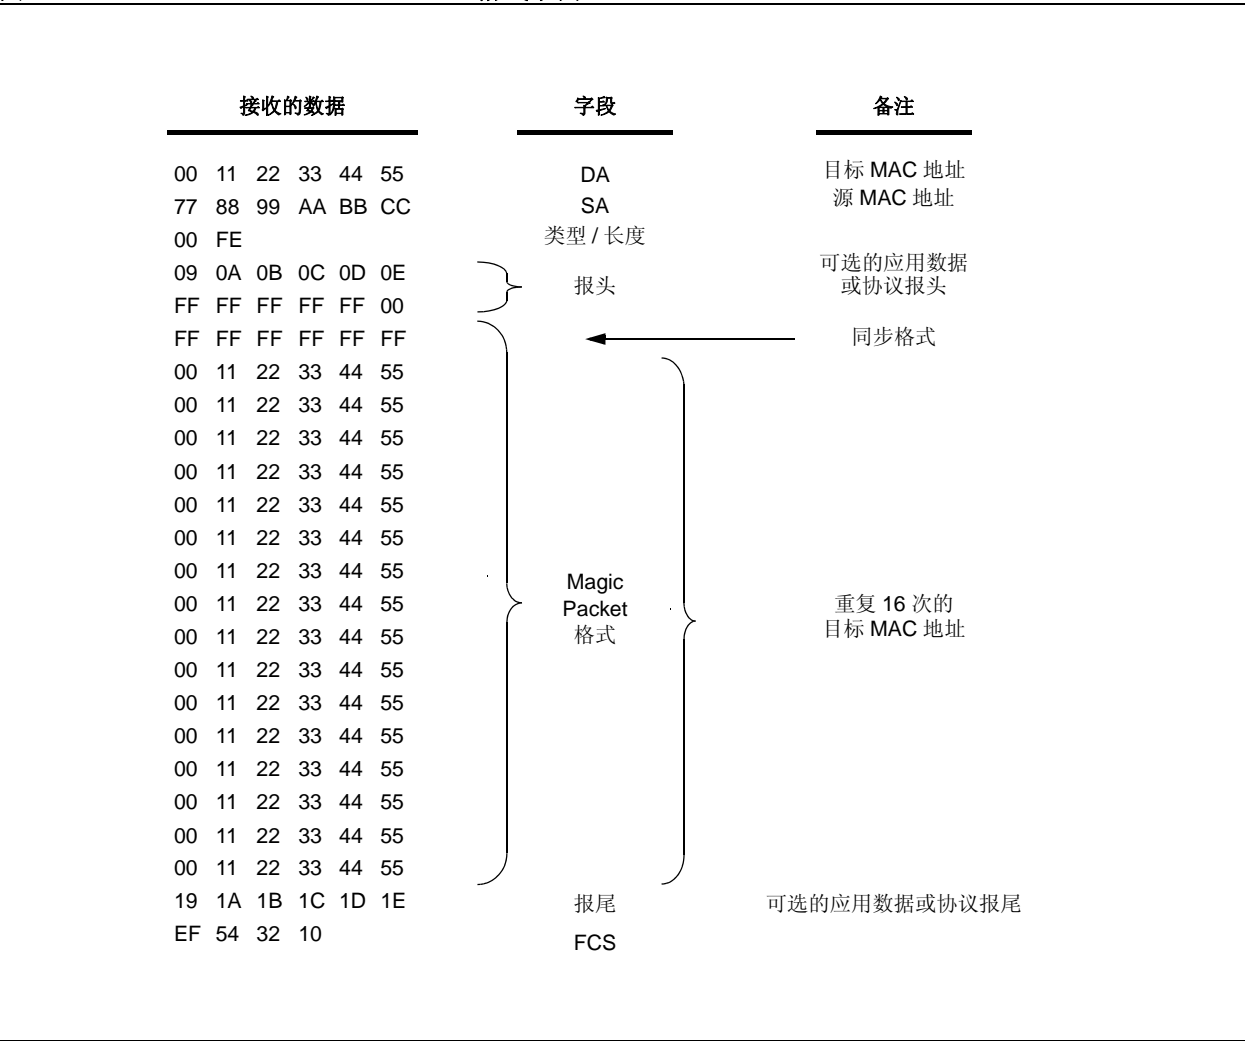 接收的数据 字段 备注
00 11 22 33 44 55 DA 目标 MAC 地址
77 88 99 AA BB CC SA 源 MAC 地址
00 FE 类型 / 长度
09 0A 0B 0C 0D 0E 报头 可选的应用数据
或协议报头
FF FF FF FF FF 00
FF FF FF FF FF FF 同步格式
00 11 22 33 44 55
00 11 22 33 44 55
00 11 22 33 44 55
00 11 22 33 44 55
00 11 22 33 44 55
00 11 22 33 44 55
00 11 22 33 44 55 Magic
00 11 22 33 44 55 Packet 重复 16 次的
00 11 22 33 44 55 格式 目标 MAC 地址
00 11 22 33 44 55
00 11 22 33 44 55
00 11 22 33 44 55
00 11 22 33 44 55
00 11 22 33 44 55
00 11 22 33 44 55
00 11 22 33 44 55
19 1A 1B 1C 1D 1E 报尾 可选的应用数据或协议报尾
EF 54 32 10 FCS